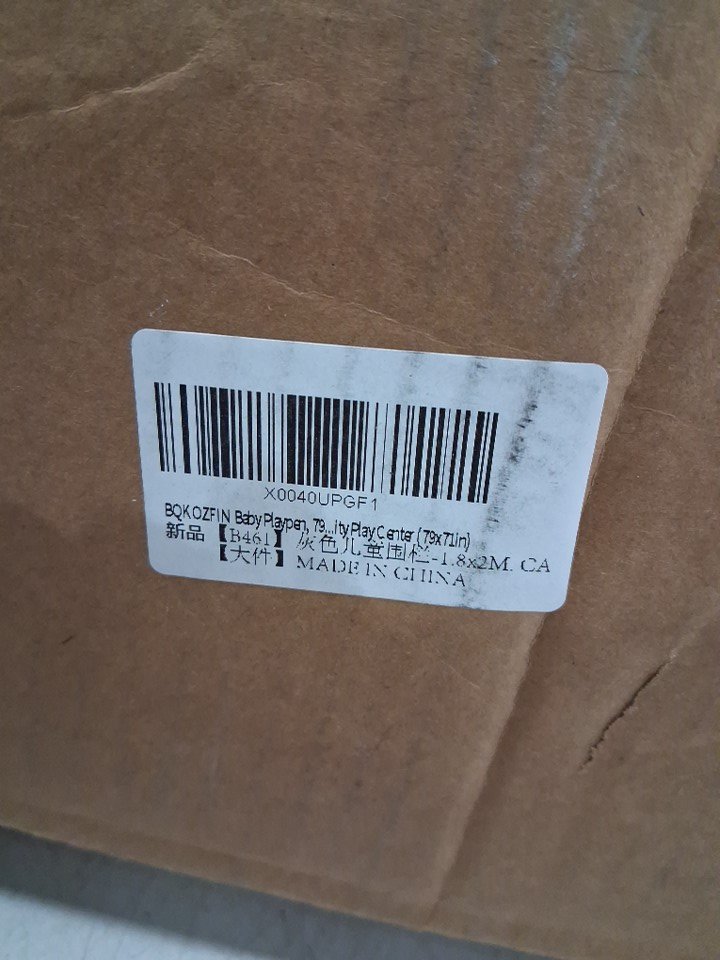 X0040UPGF1
BQKOZFIN Baby Playpen, 79...ity Play Center (79x71in)
新品 【B461】 灰色儿童围栏-1.8x2M. CA
【大件】 MADE IN CHINA